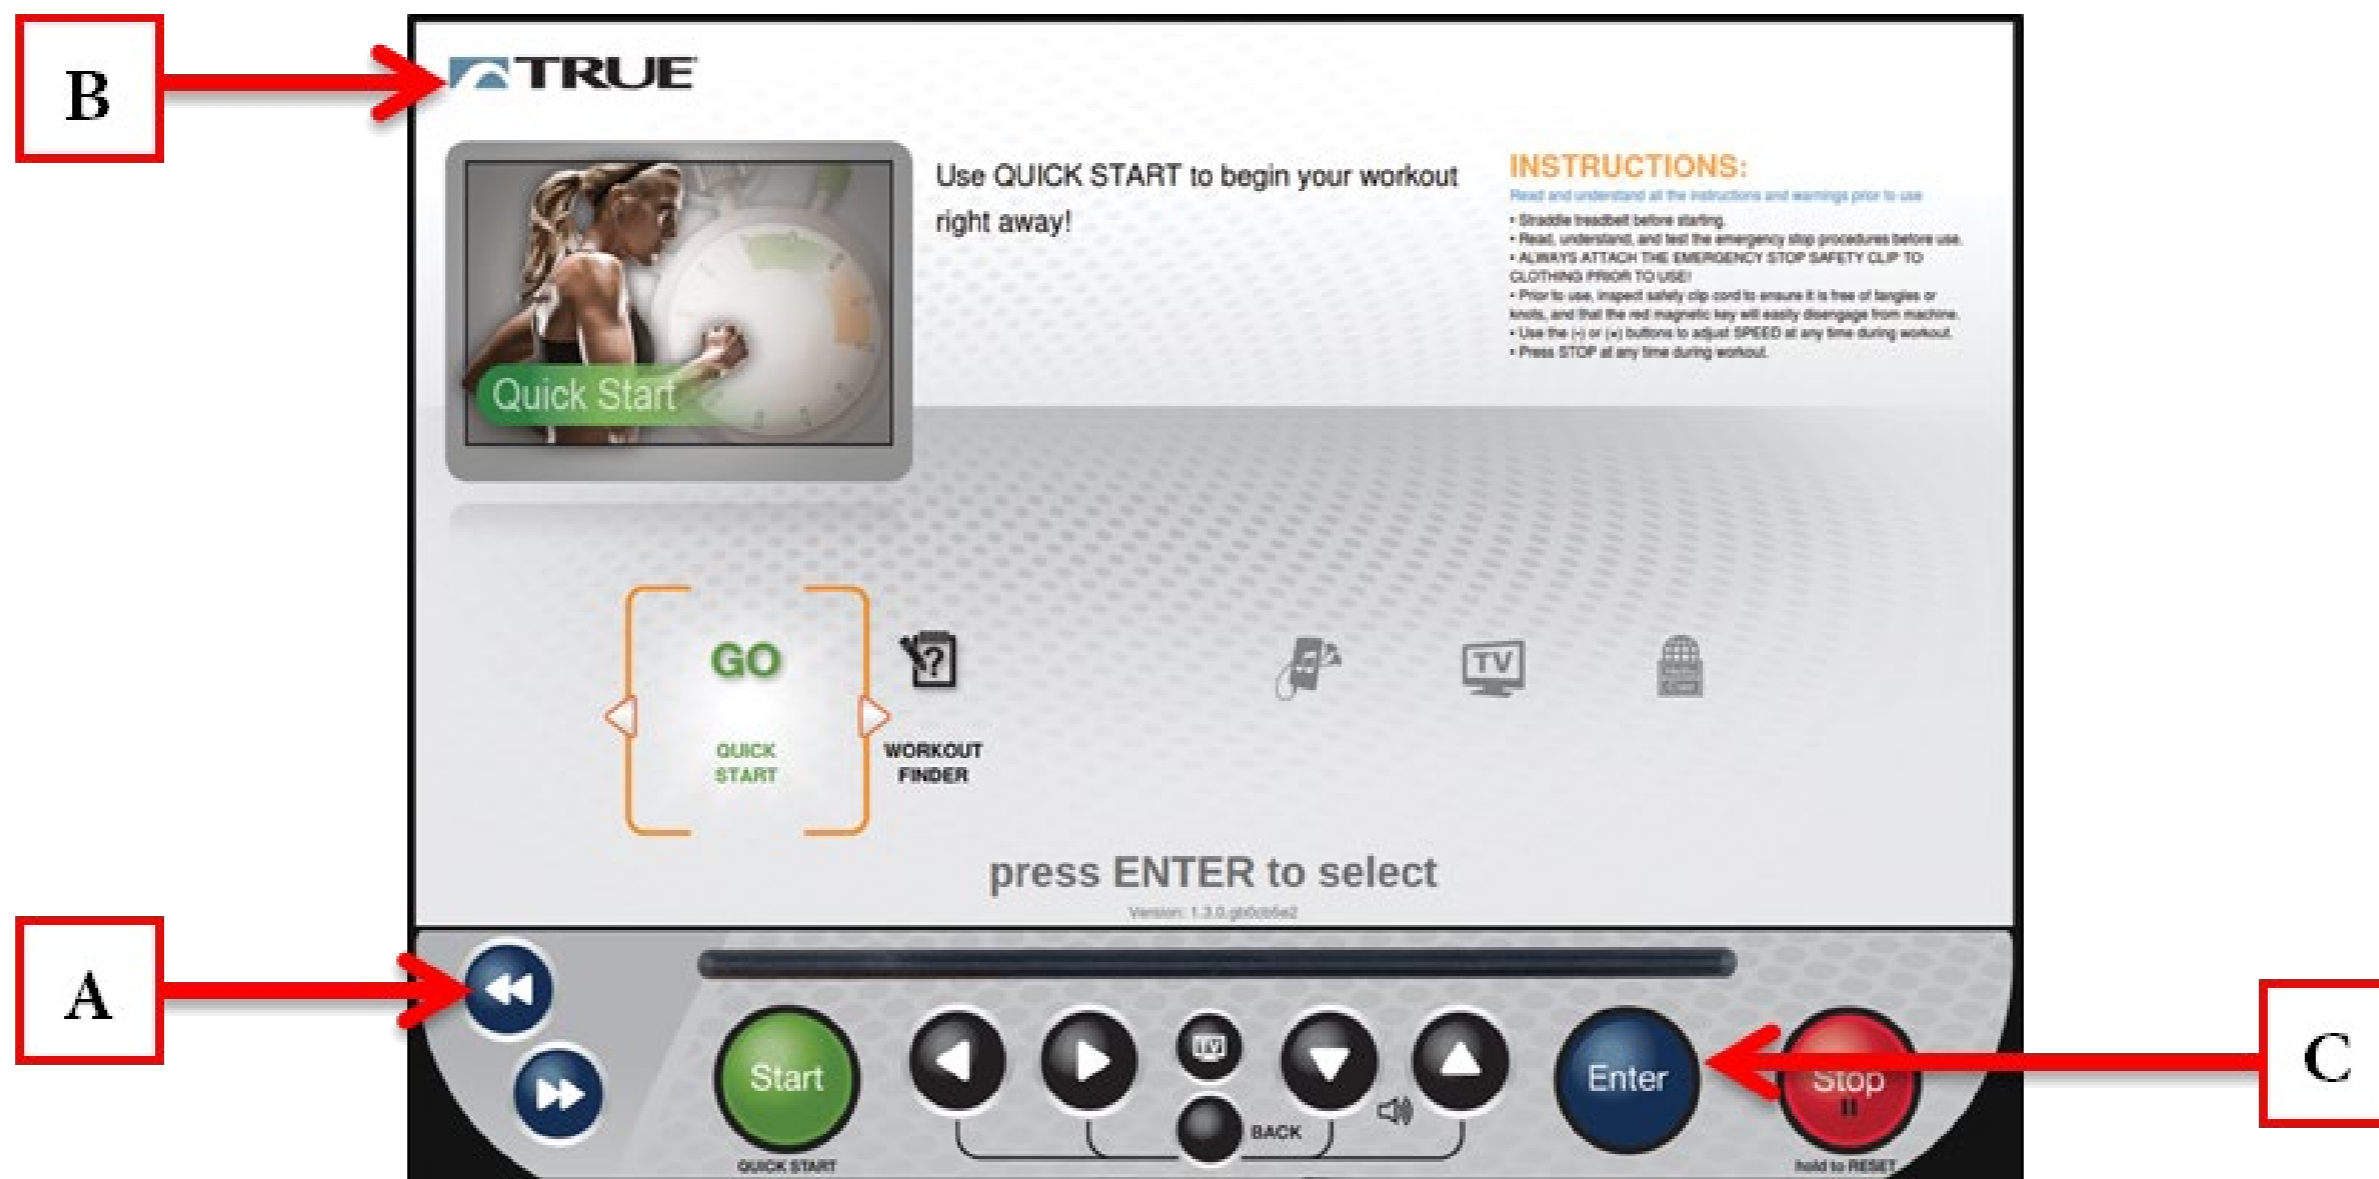 B
TRUE
Use QUICK START to begin your workout
right away!
Quick Start
INSTRUCTIONS:
Read and understand all the instructions and warnings prior to use
• Straddle treadbelt before starting.
• Read, understand, and test the emergency stop procedures before use.
• ALWAYS ATTACH THE EMERGENCY STOP SAFETY CLIP TO
CLOTHING PRIOR TO USE!
• Prior to use, inspect safety clip cord to ensure it is free of tangles or
knots, and that the red magnetic key will easily disengage from machine.
• Use the (-) or (+) buttons to adjust SPEED at any time during workout.
• Press STOP at any time during workout.
GO
QUICK
START
?
WORKOUT
FINDER
TV
press ENTER to select
Version: 1.3.0
A
Start
QUICK START
TV
BACK
Enter
Stop
hold to RESET
C